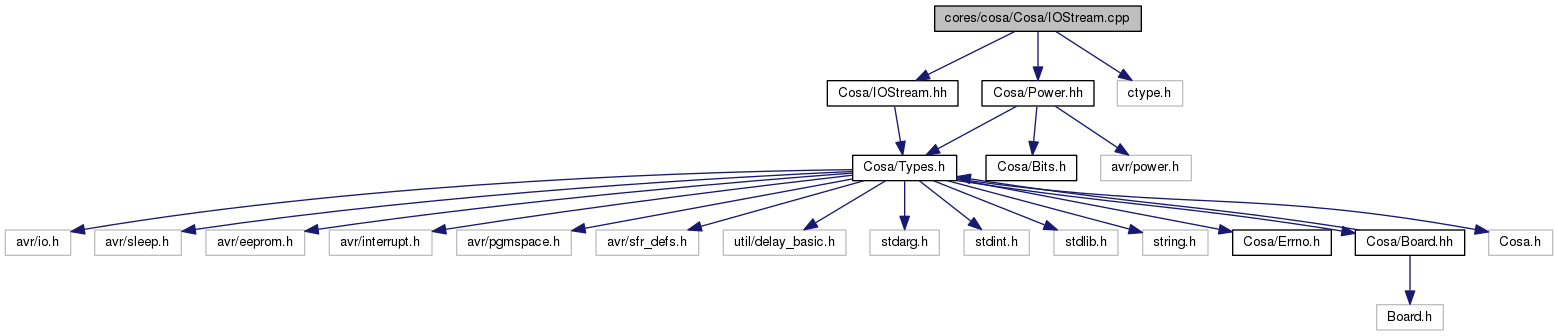 cores/cosa/Cosa/IOStream.cpp
Cosa/IOStream.hh
Cosa/Power.hh
ctype.h
Cosa/Types.h
Cosa/Bits.h
avr/power.h
avr/io.h
avr/sleep.h
avr/eeprom.h
avr/interrupt.h
avr/pgmspace.h
avr/sfr_defs.h
util/delay_basic.h
stdarg.h
stdint.h
stdlib.h
string.h
Cosa/Errno.h
Cosa/Board.hh
Cosa.h
Board.h